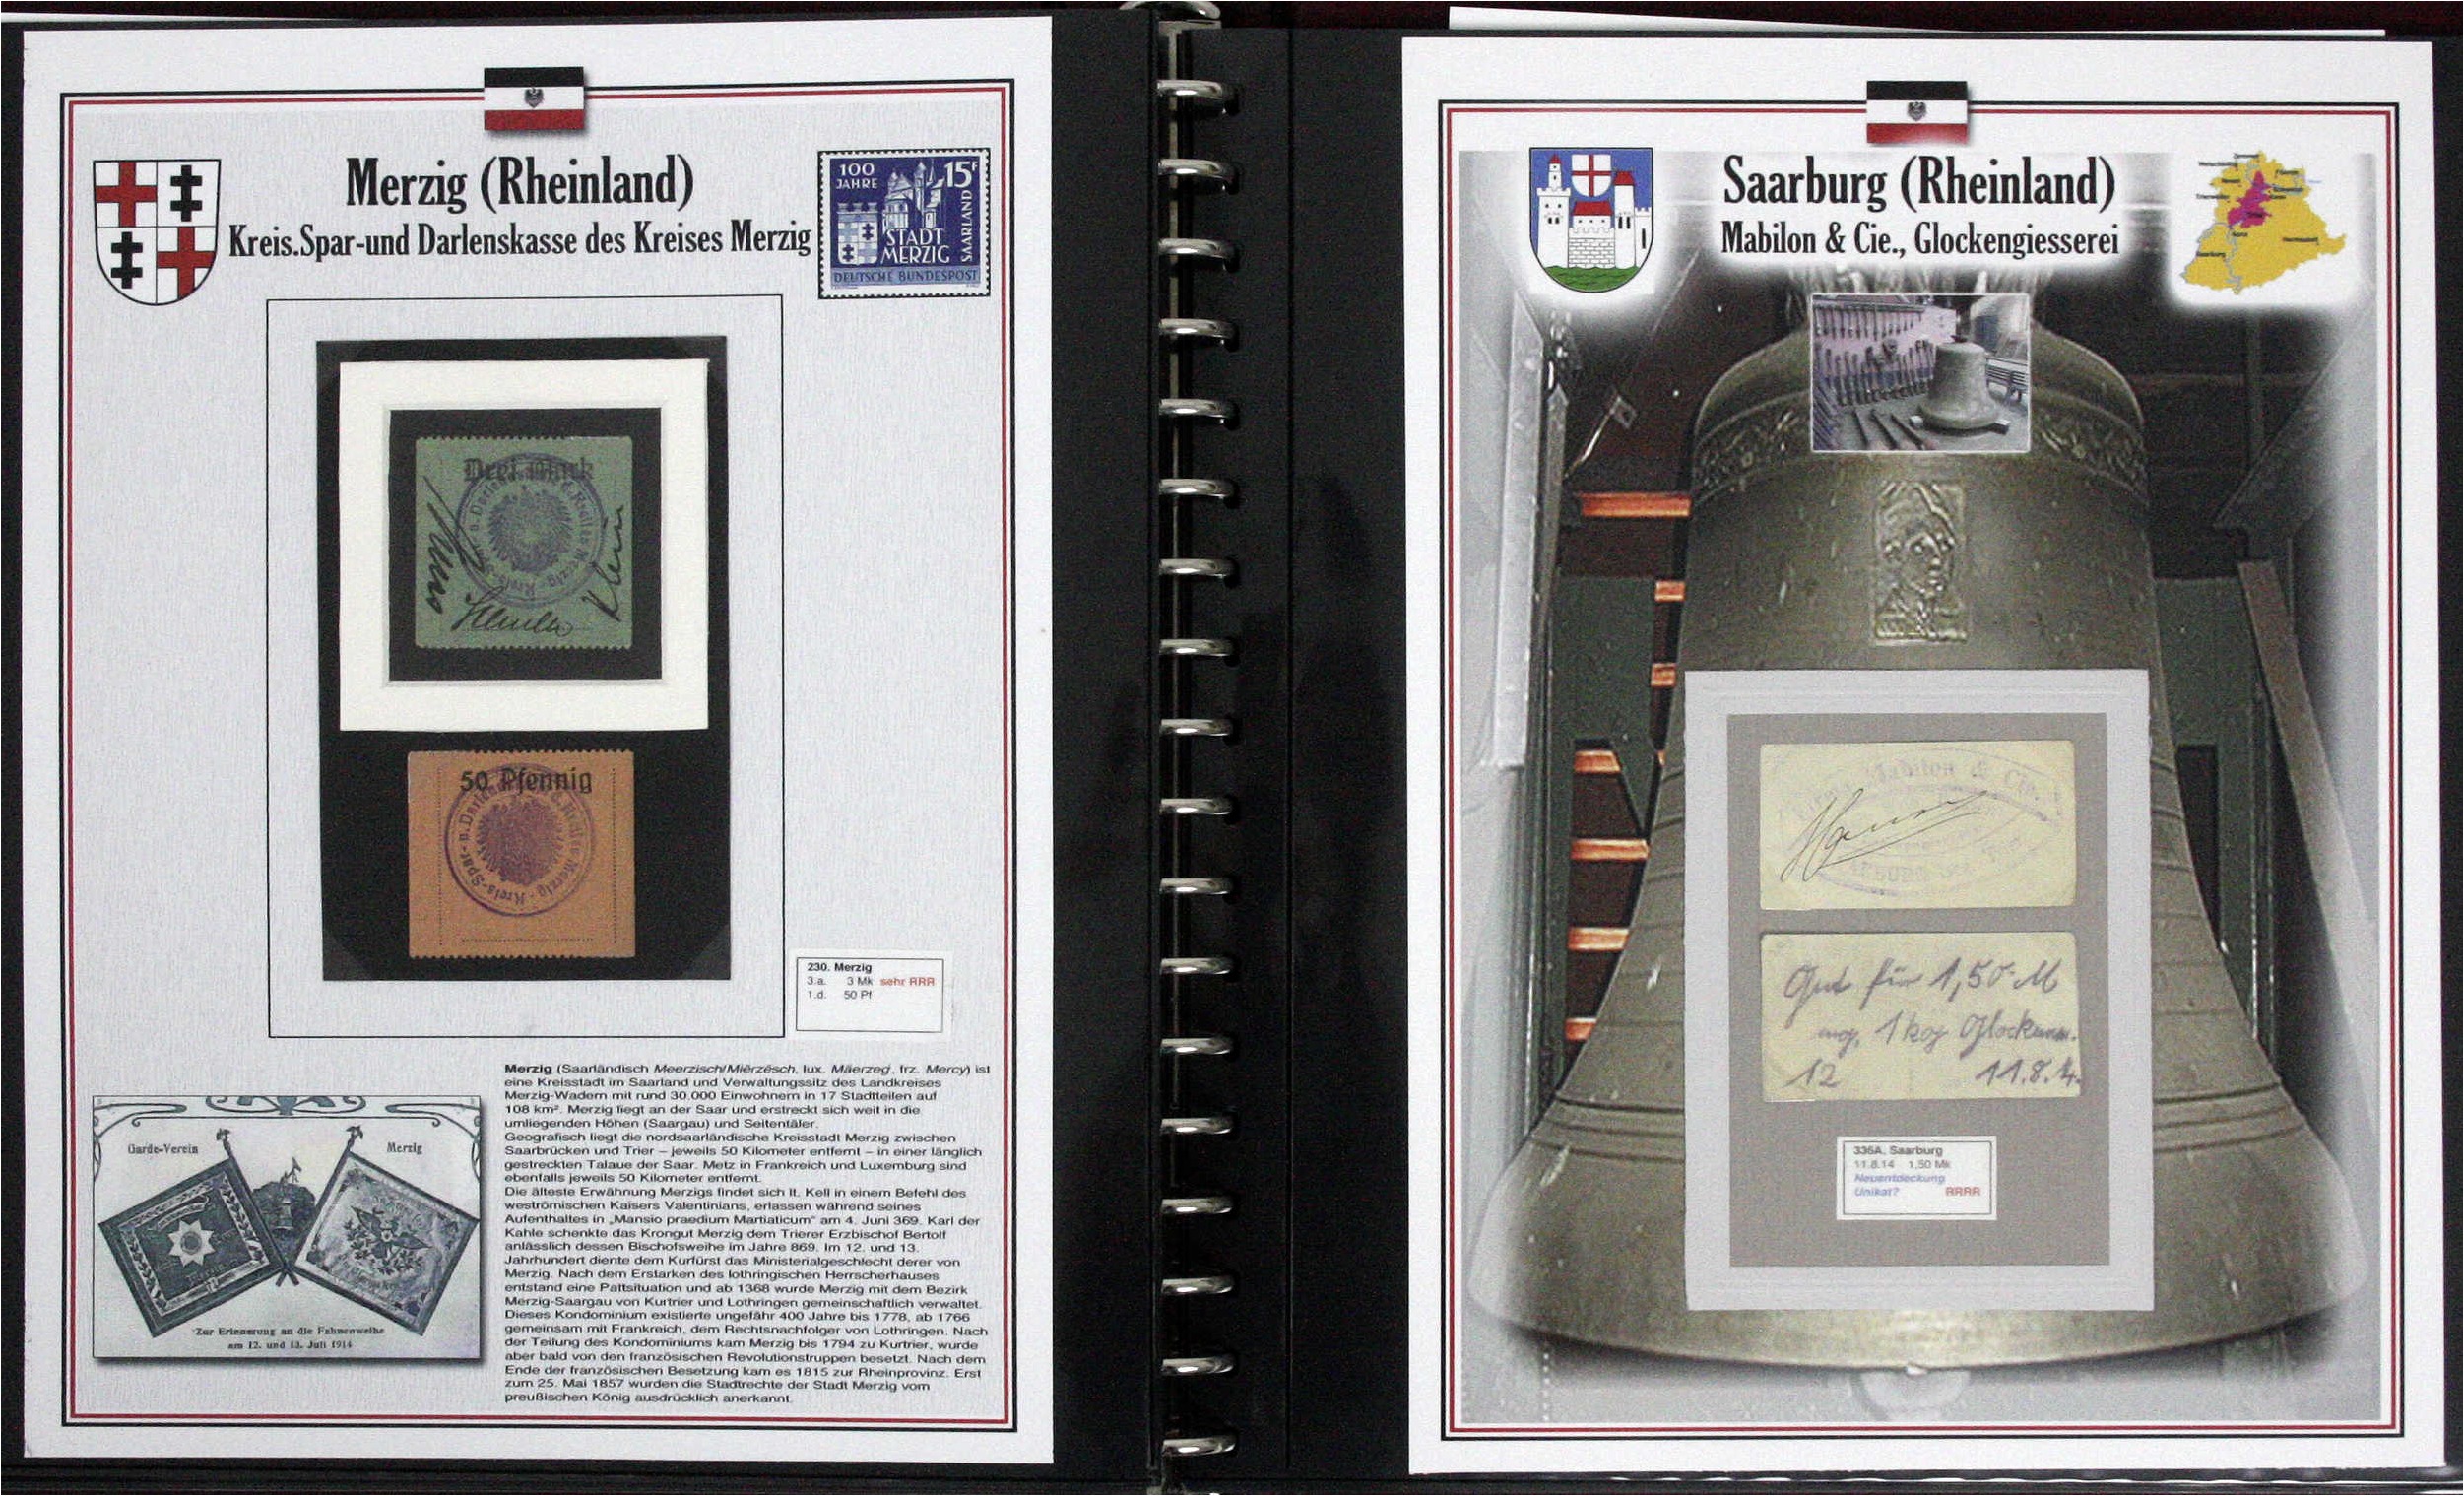 Merzig (Rheinland)
Kreis.Spar-und Darlenskasse des Kreises Merzig
100
JAHRE
15F
STADT
MERZIG
SAARLAND
DEUTSCHE BUNDESPOST
Drei Mark
Klein
50 Pfennig
Kreis-Spar- u. Darlehns
Merzig
230. Merzig
3.a. 3 Mk sehr RRR
1.d. 50 Pf
Garde-Verein
Merzig
Zur Erinnerung an die Fahnenweihe
am 12. und 13. Juli 1914
Merzig (Saarländisch Meerzisch/Miërzësch, lux. Mäerzeg, frz. Mercy) ist
eine Kreisstadt im Saarland und Verwaltungssitz des Landkreises
Merzig-Wadern mit rund 30.000 Einwohnern in 17 Stadtteilen auf
108 km². Merzig liegt an der Saar und erstreckt sich weit in die
umliegenden Höhen (Saargau) und Seitentäler.
Geografisch liegt die nordsaarländische Kreisstadt Merzig zwischen
Saarbrücken und Trier – jeweils 50 Kilometer entfernt – in einer länglich
gestreckten Talaue der Saar. Metz in Frankreich und Luxemburg sind
ebenfalls jeweils 50 Kilometer entfernt.
Die älteste Erwähnung Merzigs findet sich lt. Kell in einem Befehl des
weströmischen Kaisers Valentinians, erlassen während seines
Aufenthaltes in „Mansio praedium Martiaticum" am 4. Juni 369. Karl der
Kahle schenkte das Krongut Merzig dem Trierer Erzbischof Bertolf
anlässlich dessen Bischofsweihe im Jahre 869. Im 12. und 13.
Jahrhundert diente dem Kurfürst das Ministerialgeschlecht derer von
Merzig. Nach dem Erstarken des lothringischen Herrscherhauses
entstand eine Pattsituation und ab 1368 wurde Merzig mit dem Bezirk
Merzig-Saargau von Kurtrier und Lothringen gemeinschaftlich verwaltet.
Dieses Kondominium existierte ungefähr 400 Jahre bis 1778, ab 1766
gemeinsam mit Frankreich, dem Rechtsnachfolger von Lothringen. Nach
der Teilung des Kondominiums kam Merzig bis 1794 zu Kurtrier, wurde
aber bald von den französischen Revolutionstruppen besetzt. Nach dem
Ende der französischen Besetzung kam es 1815 zur Rheinprovinz. Erst
zum 25. Mai 1857 wurden die Stadtrechte der Stadt Merzig vom
preußischen König ausdrücklich anerkannt.
Saarburg (Rheinland)
Mabilon & Cie., Glockengiesserei
Mabilon & Cie.
Gut für 1,50 M
12 11.8.14.
336A. Saarburg
11.8.14 1,50 Mk
Neuentdeckung
Unikat? RRRR